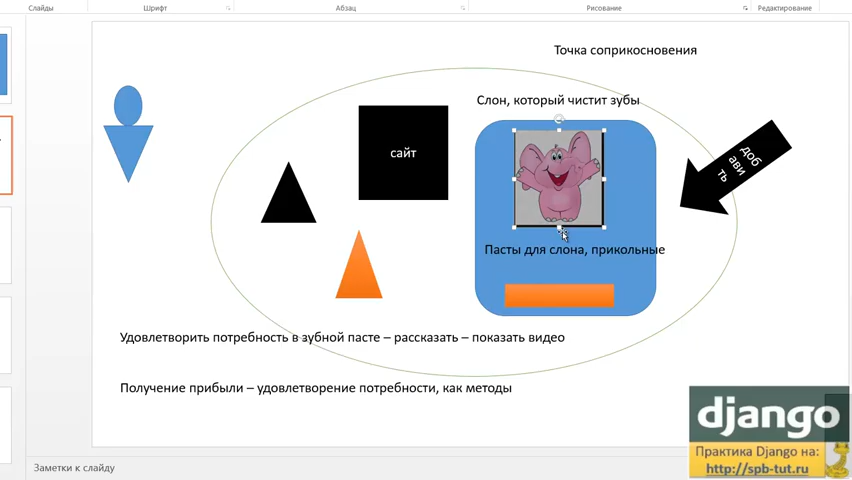 Слайды
Шрифт
Абзац
Рисование
Редактирование
Точка соприкосновения
Слон, который чистит зубы
сайт
доб
ави
ть
Пасты для слона, прикольные
Удовлетворить потребность в зубной пасте – рассказать – показать видео
Получение прибыли – удовлетворение потребности, как методы
django
Практика Django на:
http://spb-tut.ru
Заметки к слайду